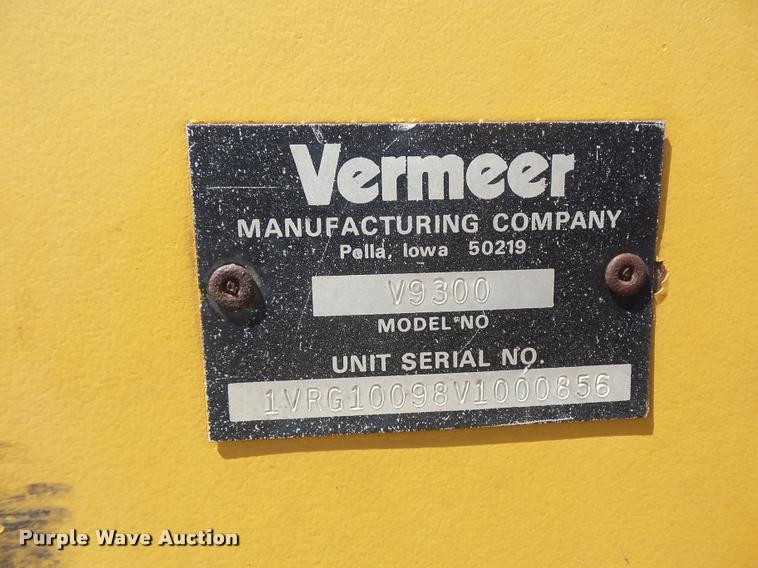 Vermeer
MANUFACTURING COMPANY
Pella, Iowa 50219
V9300
MODEL NO
UNIT SERIAL NO.
1VRG10098V1000856
Purple Wave Auction